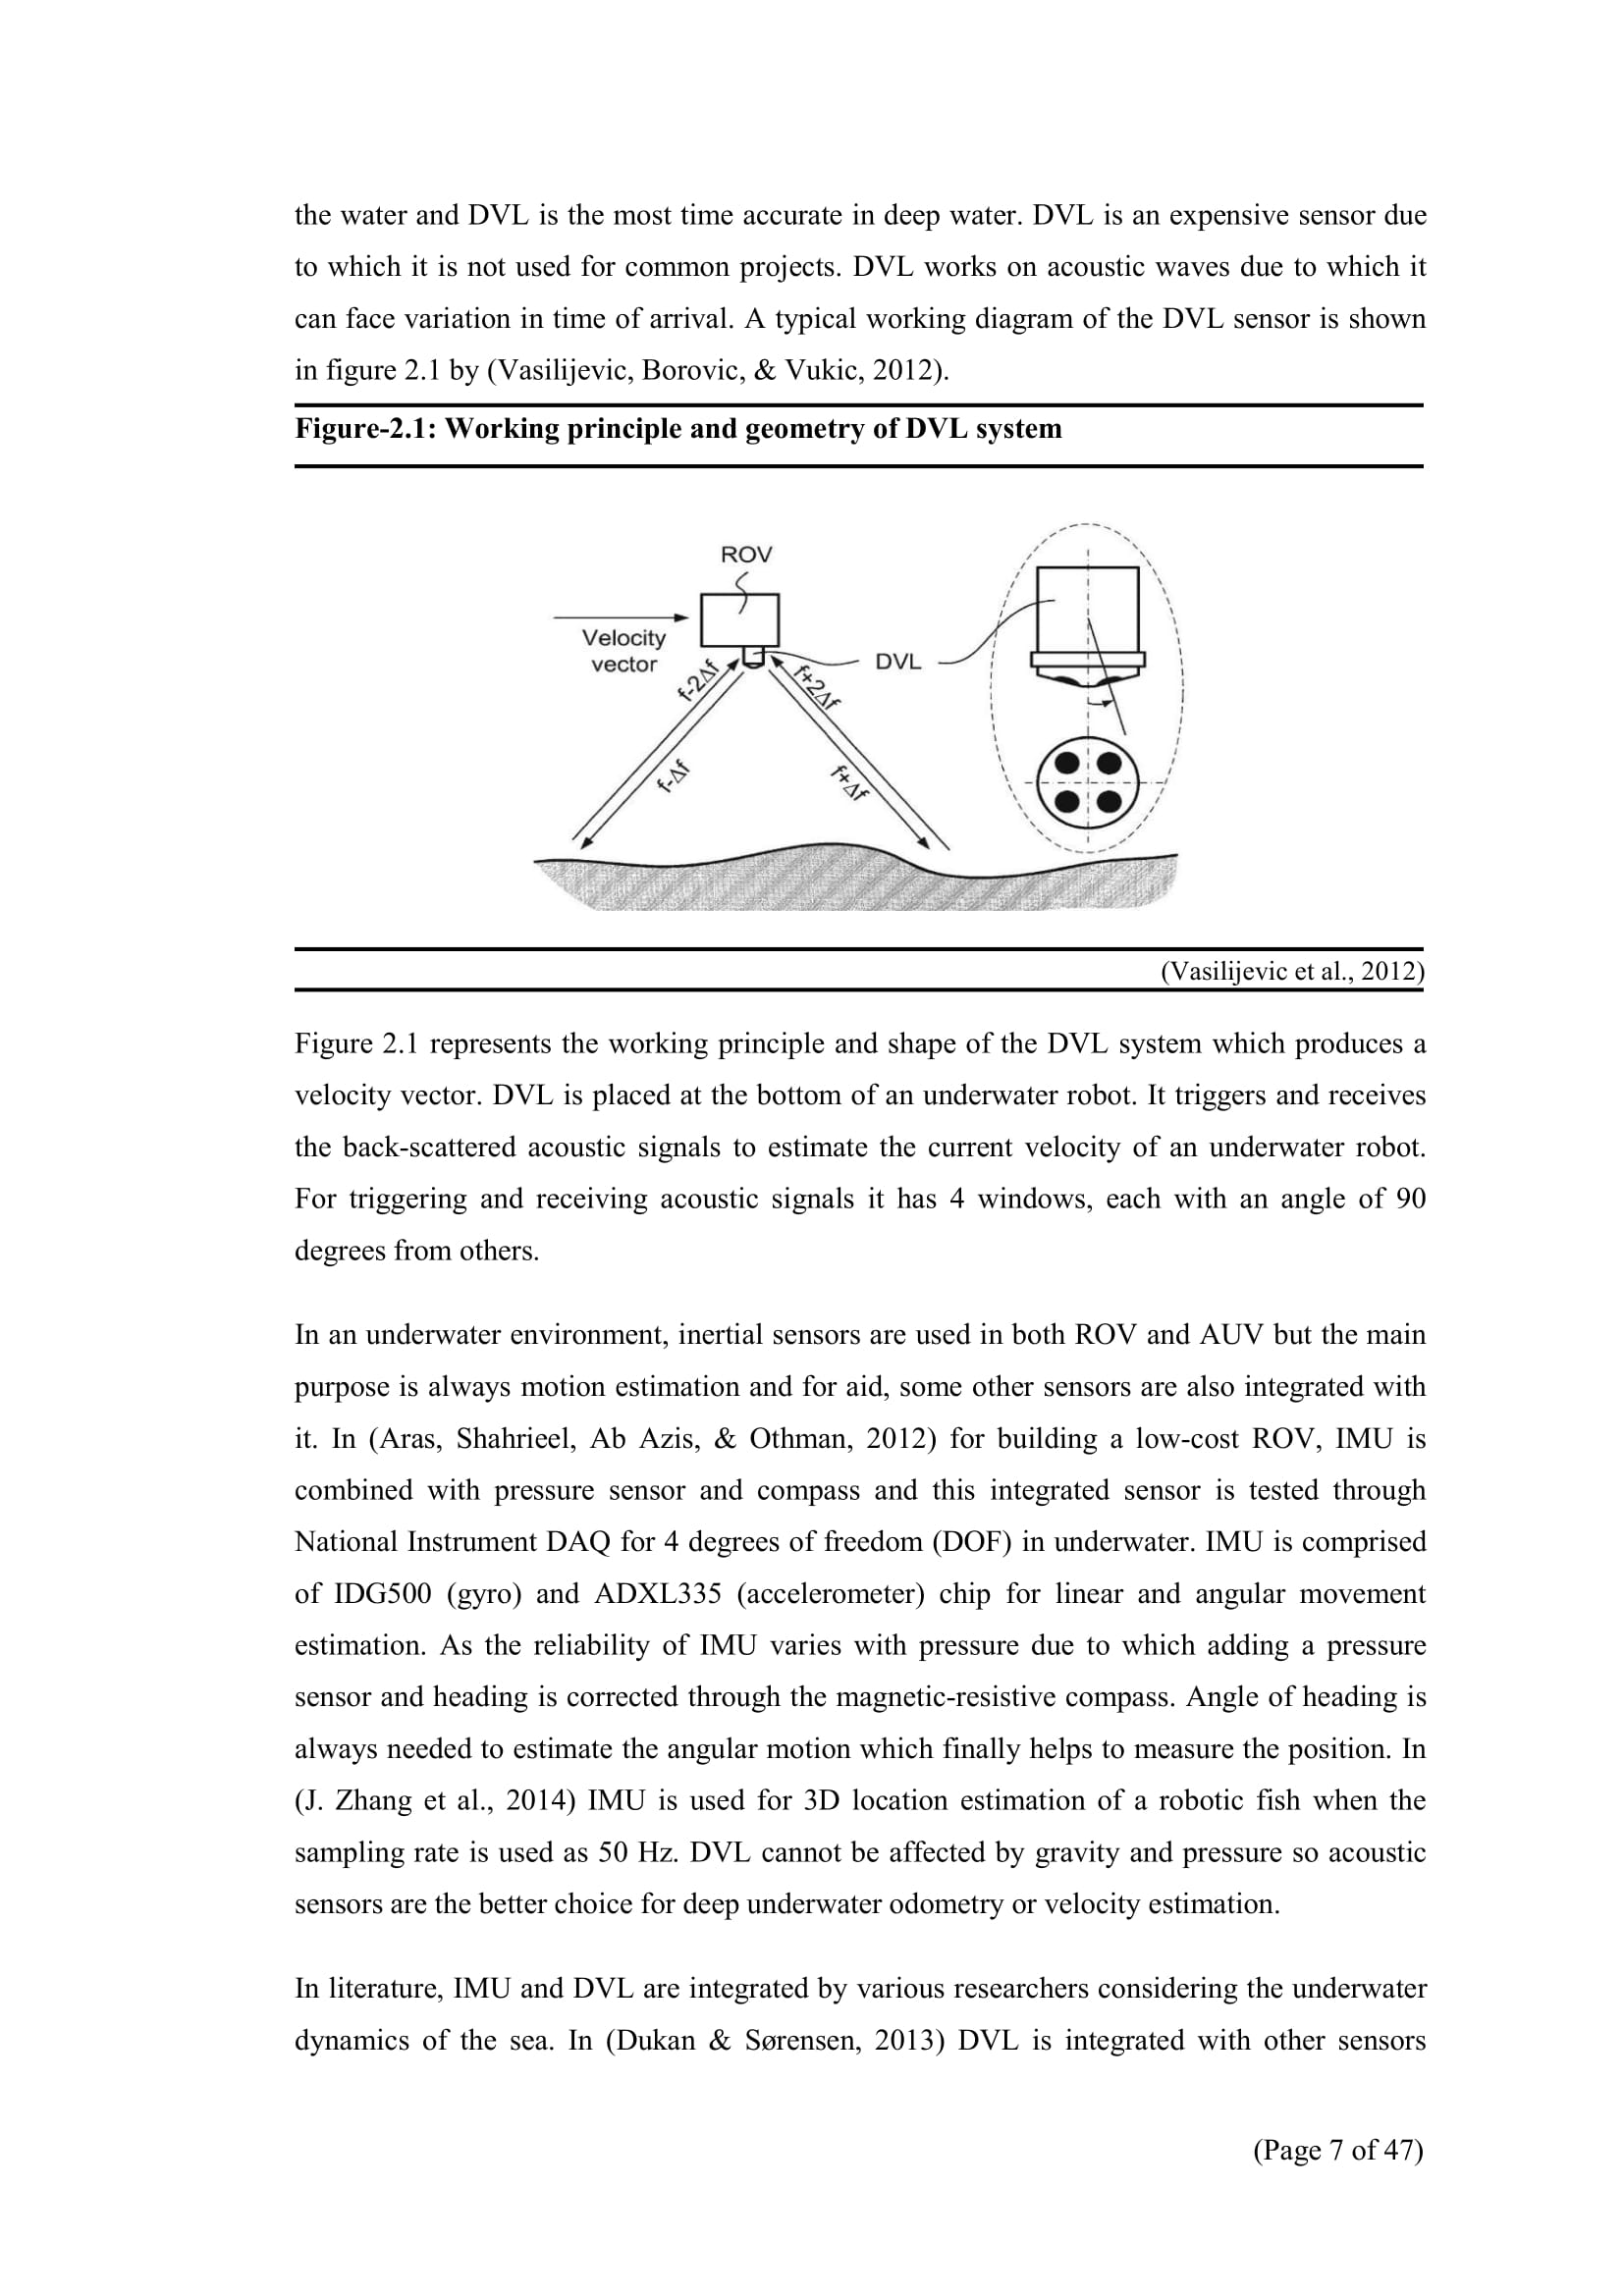 the water and DVL is the most time accurate in deep water. DVL is an expensive sensor due
to which it is not used for common projects. DVL works on acoustic waves due to which it
can face variation in time of arrival. A typical working diagram of the DVL sensor is shown
in figure 2.1 by (Vasilijevic, Borovic, & Vukic, 2012).
Figure-2.1: Working principle and geometry of DVL system
ROV
Velocity
vector
DVL
f-2Δf
f+2Δf
f-Δf
f+Δf
(Vasilijevic et al., 2012)
Figure 2.1 represents the working principle and shape of the DVL system which produces a
velocity vector. DVL is placed at the bottom of an underwater robot. It triggers and receives
the back-scattered acoustic signals to estimate the current velocity of an underwater robot.
For triggering and receiving acoustic signals it has 4 windows, each with an angle of 90
degrees from others.
In an underwater environment, inertial sensors are used in both ROV and AUV but the main
purpose is always motion estimation and for aid, some other sensors are also integrated with
it. In (Aras, Shahrieel, Ab Azis, & Othman, 2012) for building a low-cost ROV, IMU is
combined with pressure sensor and compass and this integrated sensor is tested through
National Instrument DAQ for 4 degrees of freedom (DOF) in underwater. IMU is comprised
of IDG500 (gyro) and ADXL335 (accelerometer) chip for linear and angular movement
estimation. As the reliability of IMU varies with pressure due to which adding a pressure
sensor and heading is corrected through the magnetic-resistive compass. Angle of heading is
always needed to estimate the angular motion which finally helps to measure the position. In
(J. Zhang et al., 2014) IMU is used for 3D location estimation of a robotic fish when the
sampling rate is used as 50 Hz. DVL cannot be affected by gravity and pressure so acoustic
sensors are the better choice for deep underwater odometry or velocity estimation.
In literature, IMU and DVL are integrated by various researchers considering the underwater
dynamics of the sea. In (Dukan & Sørensen, 2013) DVL is integrated with other sensors
(Page 7 of 47)